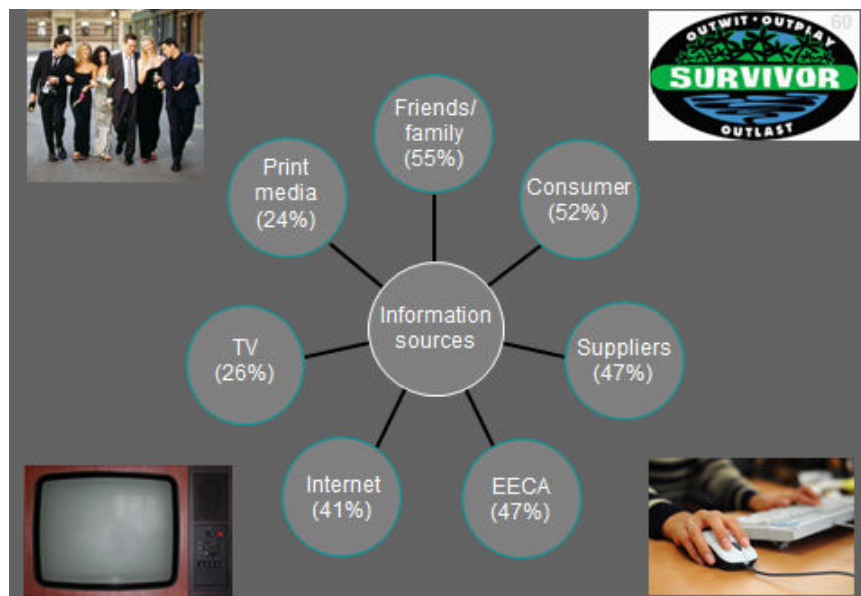 60
OUTWIT · OUTPLAY
SURVIVOR
OUTLAST
Friends/
family
(55%)
Print
media
(24%)
Consumer
(52%)
Information
sources
TV
(26%)
Suppliers
(47%)
Internet
(41%)
EECA
(47%)